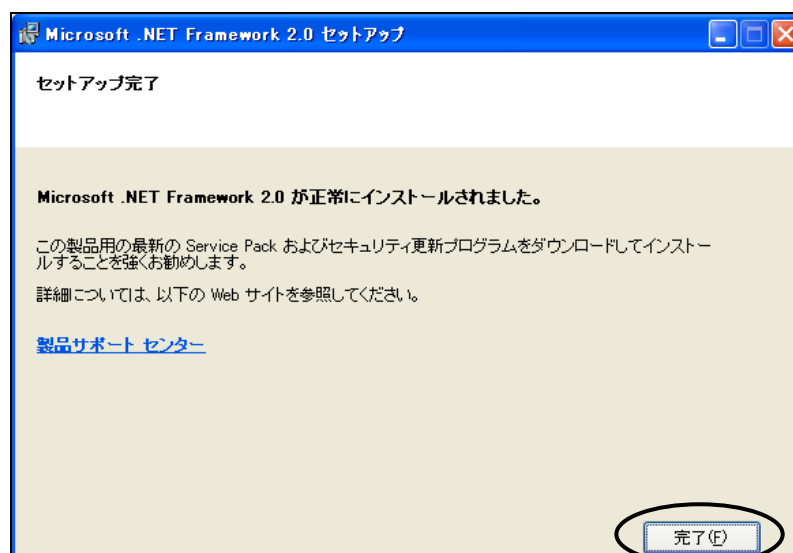 Microsoft .NET Framework 2.0 セットアップ
セットアップ完了
Microsoft .NET Framework 2.0 が正常にインストールされました。
この製品用の最新の Service Pack およびセキュリティ更新プログラムをダウンロードしてインストー
ルすることを強くお勧めします。
詳細については、以下の Web サイトを参照してください。
製品サポート センター
完了(F)